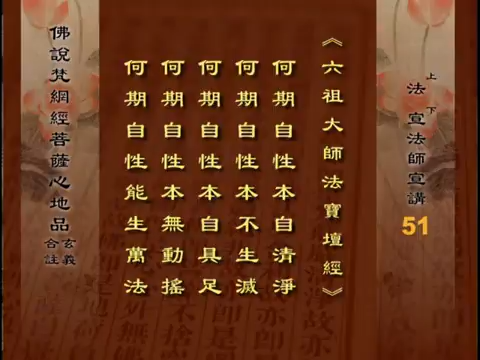 上下
法宣法師宣講
51
《六祖大師法寶壇經》
何期自性本自清淨
何期自性本不生滅
何期自性本自具足
何期自性本無動搖
何期自性能生萬法
佛說梵網經菩薩心地品
玄義
合註